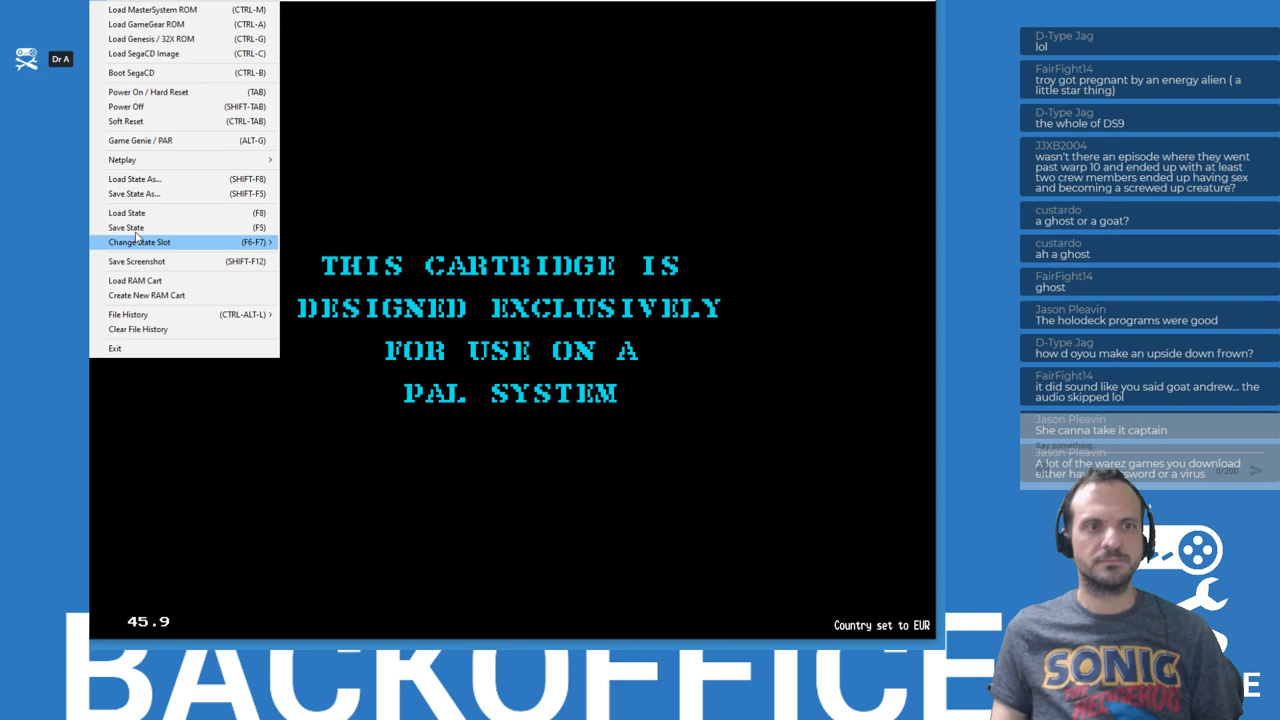 Dr A
Load MasterSystem ROM (CTRL-M)
Load GameGear ROM (CTRL-A)
Load Genesis / 32X ROM (CTRL-G)
Load SegaCD Image (CTRL-C)
Boot SegaCD (CTRL-B)
Power On / Hard Reset (TAB)
Power Off (SHIFT-TAB)
Soft Reset (CTRL-TAB)
Game Genie / PAR (ALT-G)
Netplay
Load State As... (SHIFT-F8)
Save State As... (SHIFT-F5)
Load State (F8)
Save State (F5)
Change State Slot (F6-F7)
Save Screenshot (SHIFT-F12)
Load RAM Cart
Create New RAM Cart
File History (CTRL-ALT-L)
Clear File History
Exit
THIS CARTRIDGE IS
DESIGNED EXCLUSIVELY
FOR USE ON A
PAL SYSTEM
45.9
Country set to EUR
D-Type Jag
lol
FairFight14
troy got pregnant by an energy alien ( a
little star thing)
D-Type Jag
the whole of DS9
JJXB2004
wasn't there an episode where they went
past warp 10 and ended up with at least
two crew members ended up having sex
and becoming a screwed up creature?
custardo
a ghost or a goat?
custardo
ah a ghost
FairFight14
ghost
Jason Pleavin
The holodeck programs were good
D-Type Jag
how d oyou make an upside down frown?
FairFight14
it did sound like you said goat andrew... the
audio skipped lol
Jason Pleavin
She canna take it captain
Say something
Jason Pleavin
A lot of the warez games you download
either have password or a virus
0/200
BACKOFFICE
E
SONIC
THE HEDGEHOG